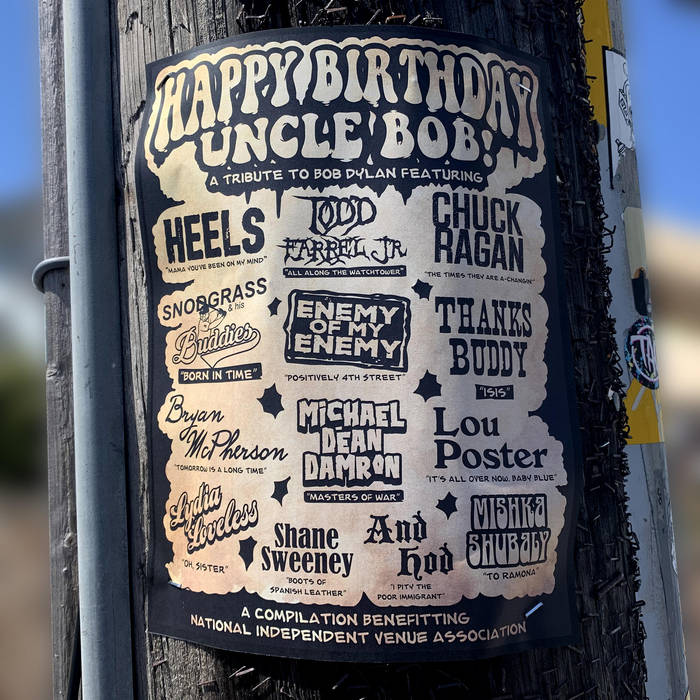 HAPPY BIRTHDAY
UNCLE BOB!
A TRIBUTE TO BOB DYLAN FEATURING
HEELS
"MAMA YOU'VE BEEN ON MY MIND"
TODD
FARREL JR
"ALL ALONG THE WATCHTOWER"
CHUCK
RAGAN
"THE TIMES THEY ARE A-CHANGIN"
SNODGRASS
& his
Buddies
"BORN IN TIME"
ENEMY
OF MY
ENEMY
"POSITIVELY 4TH STREET"
THANKS
BUDDY
"ISIS"
Bryan
McPherson
"TOMORROW IS A LONG TIME"
MICHAEL
DEAN
DAMRON
"MASTERS OF WAR"
Lou
Poster
"IT'S ALL OVER NOW, BABY BLUE"
Lydia
Loveless
"OH, SISTER"
Shane
Sweeney
"BOOTS OF
SPANISH LEATHER"
And
Hod
"I PITY THE
POOR IMMIGRANT"
MISHKA
SHUBALY
"TO RAMONA"
A COMPILATION BENEFITTING
NATIONAL INDEPENDENT VENUE ASSOCIATION